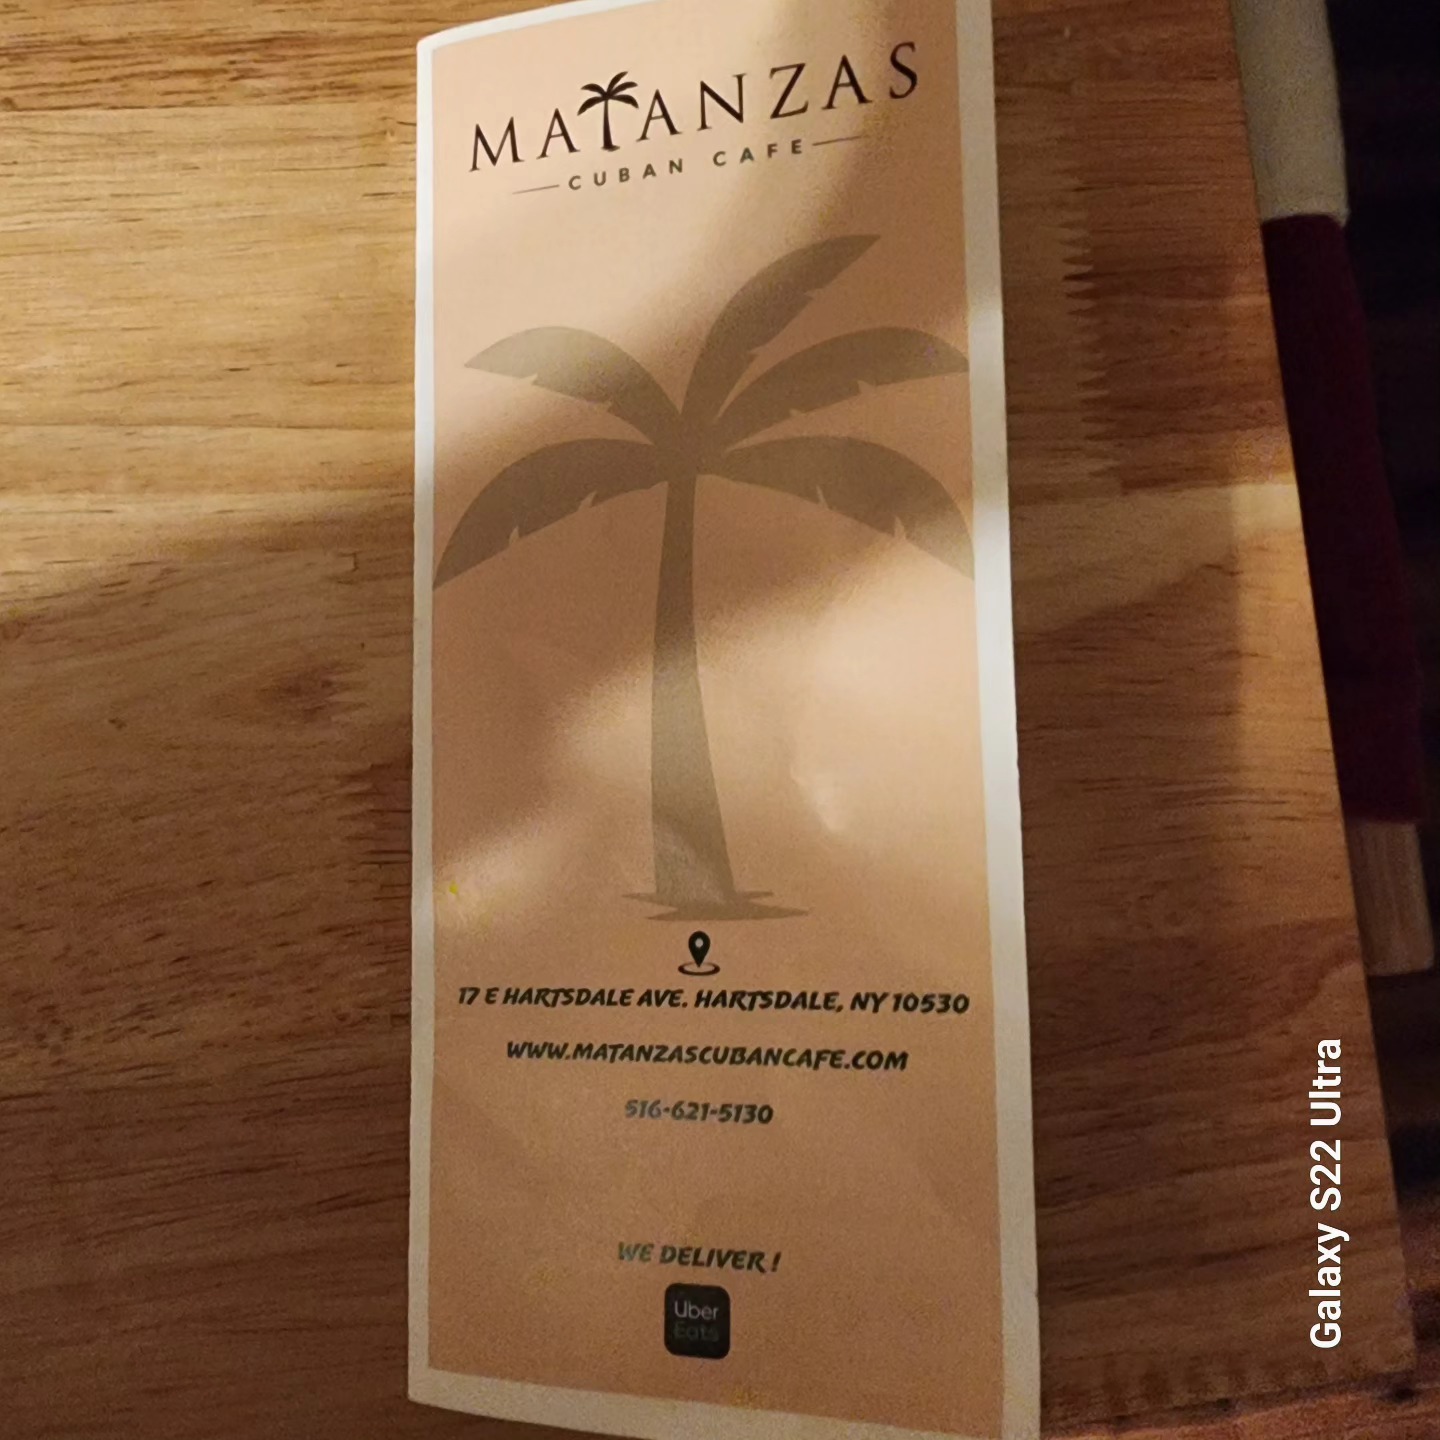 MATANZAS
CUBAN CAFE
17 E HARTSDALE AVE. HARTSDALE, NY 10530
WWW.MATANZASCUBANCAFE.COM
516-621-5130
WE DELIVER !
Uber
Eats
Galaxy S22 Ultra